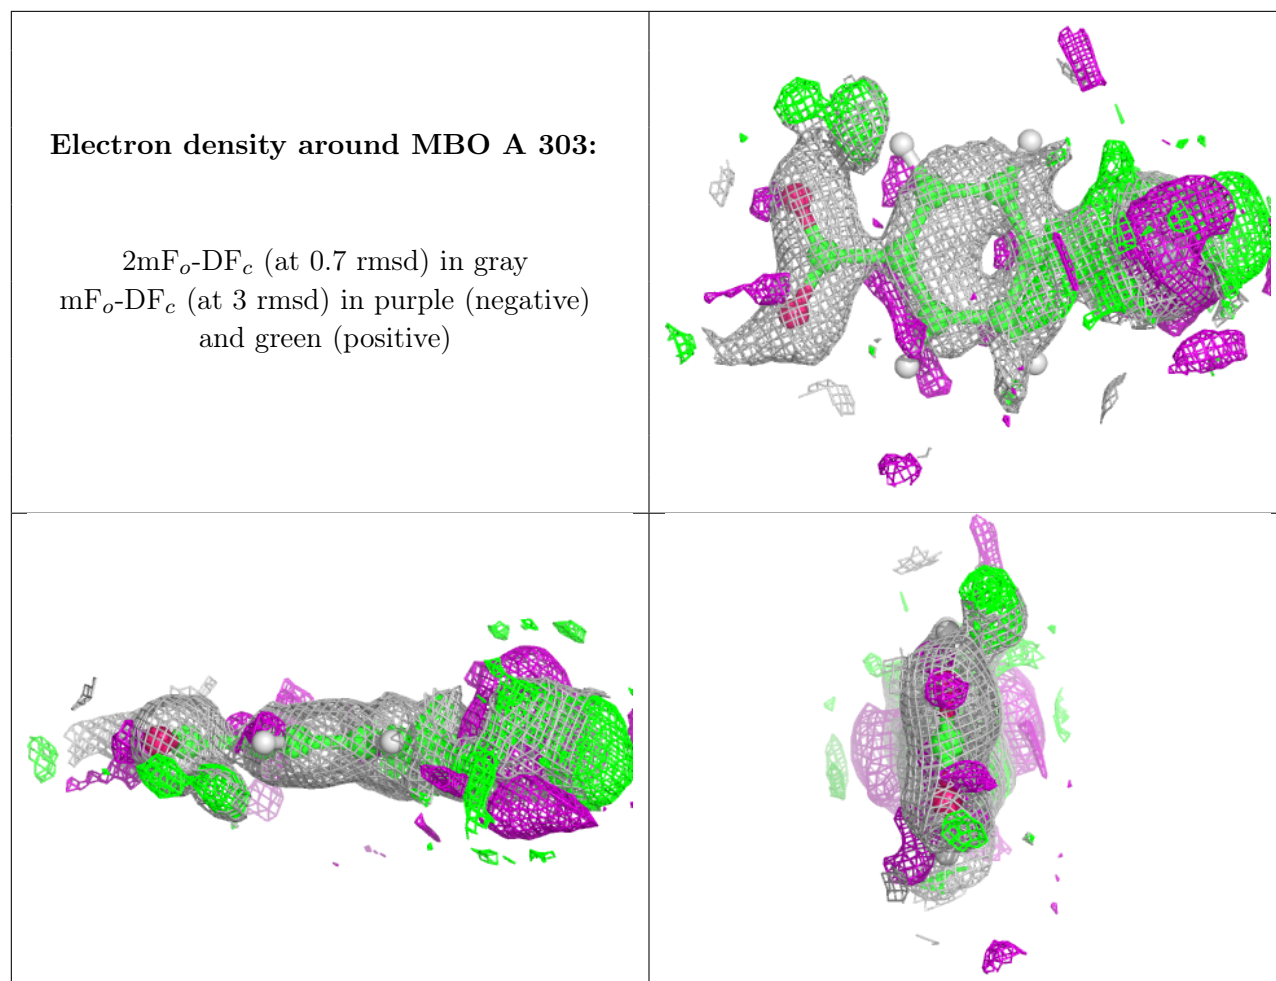 Electron density around MBO A 303:
2mFo-DFc (at 0.7 rmsd) in gray
mFo-DFc (at 3 rmsd) in purple (negative)
and green (positive)